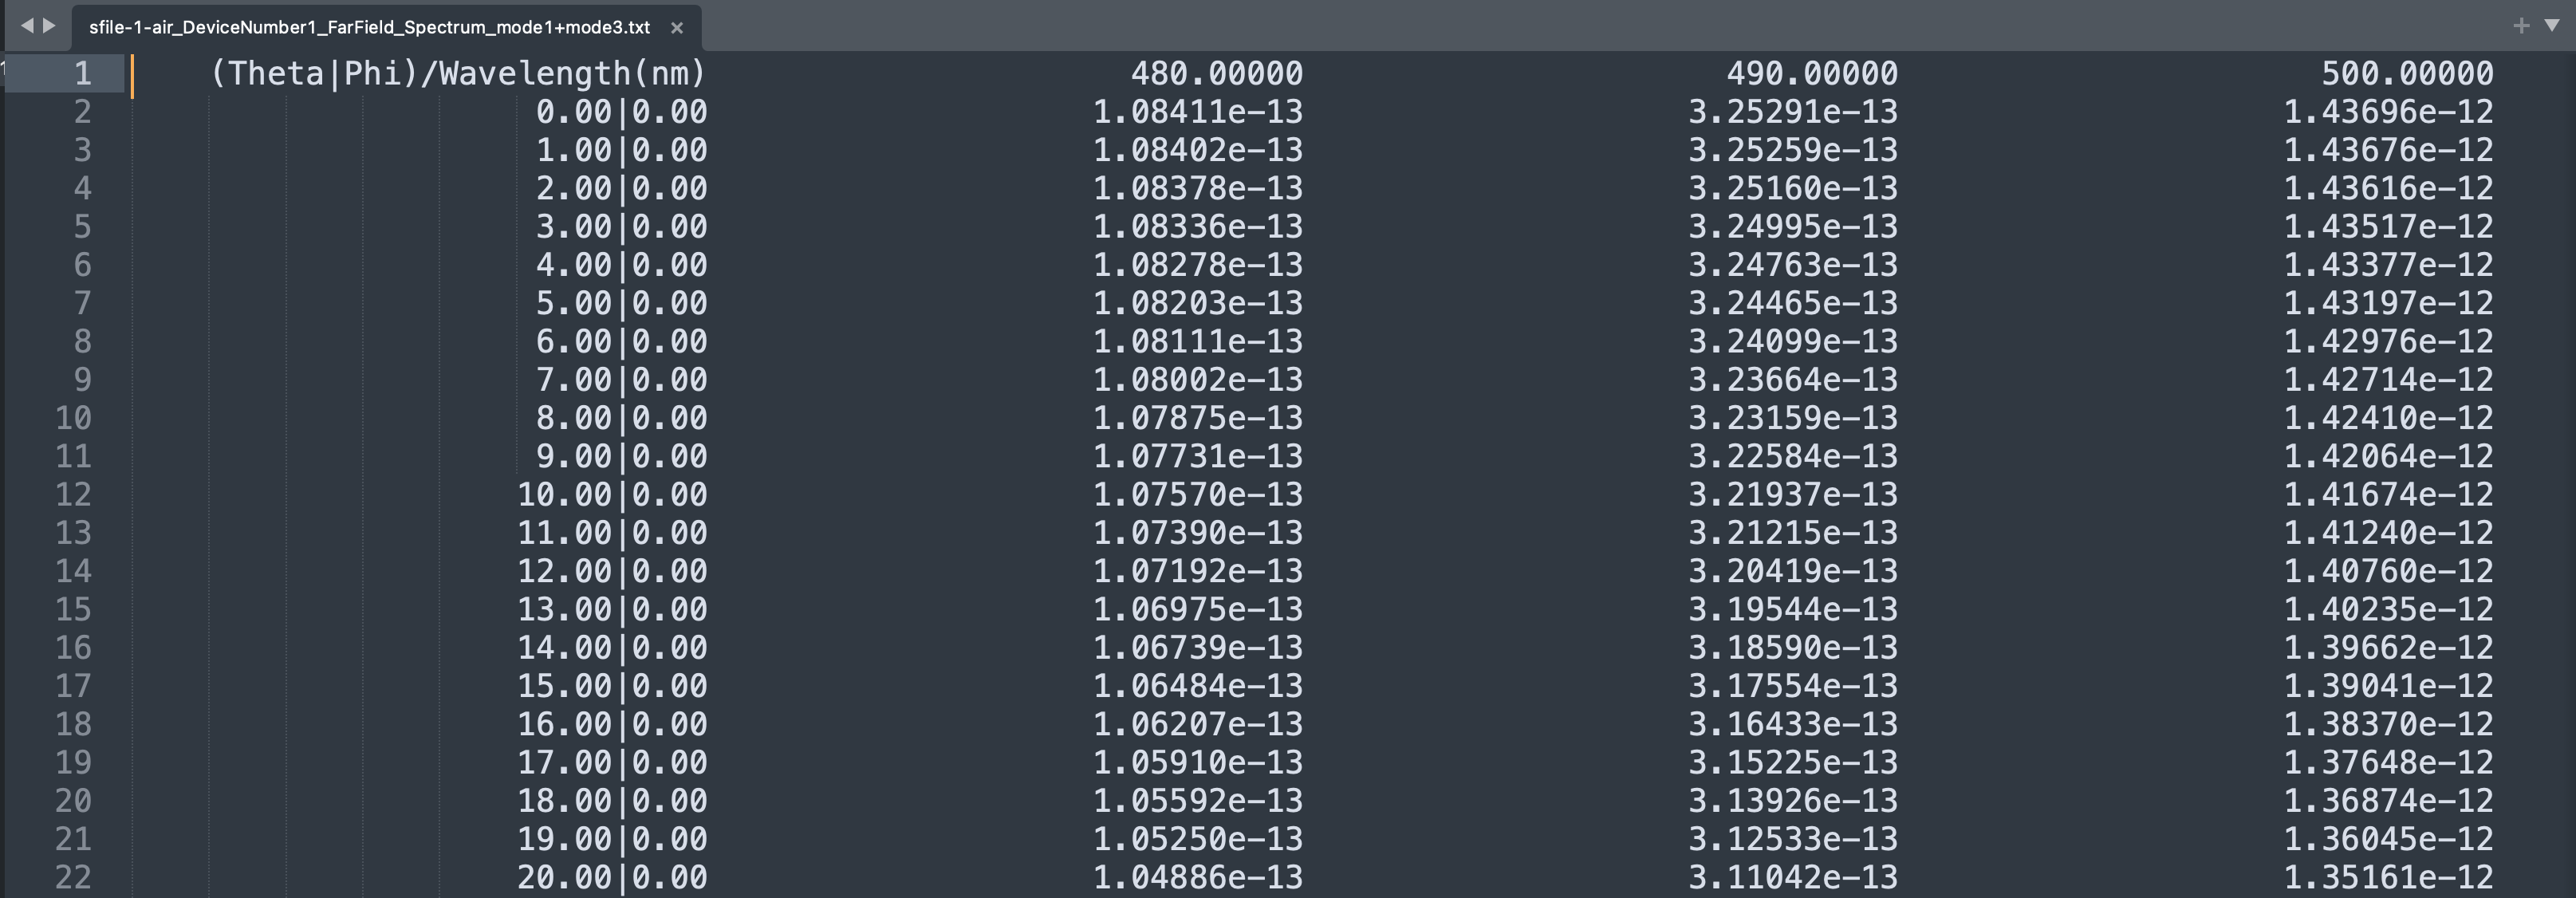 sfile-1-air_DeviceNumber1_FarField_Spectrum_mode1+mode3.txt ×
1 (Theta|Phi)/Wavelength(nm) 480.00000 490.00000 500.00000
2 0.00|0.00 1.08411e-13 3.25291e-13 1.43696e-12
3 1.00|0.00 1.08402e-13 3.25259e-13 1.43676e-12
4 2.00|0.00 1.08378e-13 3.25160e-13 1.43616e-12
5 3.00|0.00 1.08336e-13 3.24995e-13 1.43517e-12
6 4.00|0.00 1.08278e-13 3.24763e-13 1.43377e-12
7 5.00|0.00 1.08203e-13 3.24465e-13 1.43197e-12
8 6.00|0.00 1.08111e-13 3.24099e-13 1.42976e-12
9 7.00|0.00 1.08002e-13 3.23664e-13 1.42714e-12
10 8.00|0.00 1.07875e-13 3.23159e-13 1.42410e-12
11 9.00|0.00 1.07731e-13 3.22584e-13 1.42064e-12
12 10.00|0.00 1.07570e-13 3.21937e-13 1.41674e-12
13 11.00|0.00 1.07390e-13 3.21215e-13 1.41240e-12
14 12.00|0.00 1.07192e-13 3.20419e-13 1.40760e-12
15 13.00|0.00 1.06975e-13 3.19544e-13 1.40235e-12
16 14.00|0.00 1.06739e-13 3.18590e-13 1.39662e-12
17 15.00|0.00 1.06484e-13 3.17554e-13 1.39041e-12
18 16.00|0.00 1.06207e-13 3.16433e-13 1.38370e-12
19 17.00|0.00 1.05910e-13 3.15225e-13 1.37648e-12
20 18.00|0.00 1.05592e-13 3.13926e-13 1.36874e-12
21 19.00|0.00 1.05250e-13 3.12533e-13 1.36045e-12
22 20.00|0.00 1.04886e-13 3.11042e-13 1.35161e-12